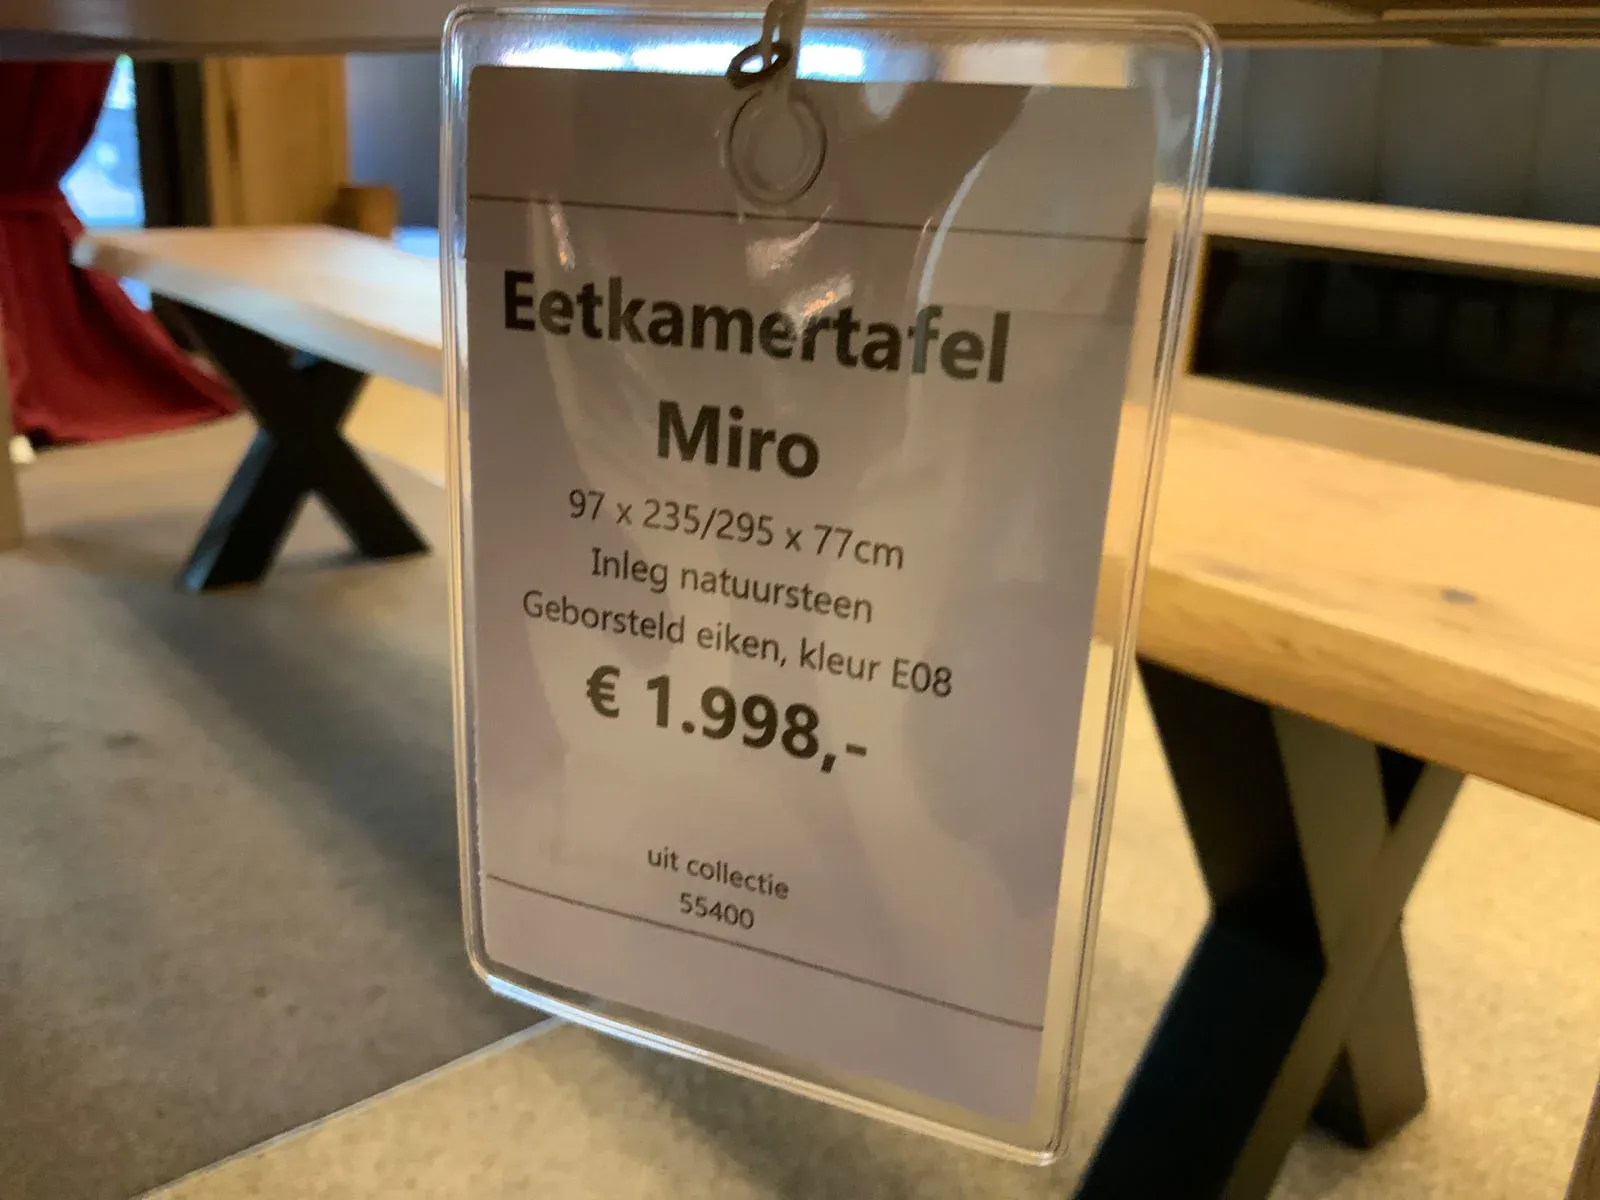 Eetkamertafel
Miro
97 x 235/295 x 77cm
Inleg natuursteen
Geborsteld eiken, kleur E08
€ 1.998,-
uit collectie
55400